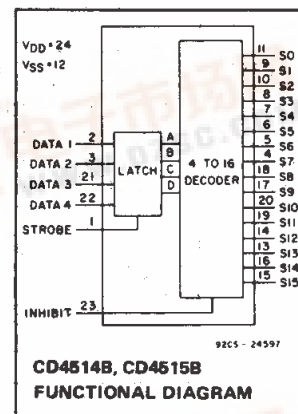 VDD=24
VSS=12
DATA 1 2
DATA 2 3
DATA 3 21
DATA 4 22
STROBE 1
INHIBIT 23
LATCH
A
B
C
D
4 TO 16
DECODER
11 S0
9 S1
10 S2
8 S3
7 S4
6 S5
5 S6
4 S7
18 S8
17 S9
20 S10
19 S11
14 S12
13 S13
16 S14
15 S15
92CS-24597
CD4514B, CD4515B
FUNCTIONAL DIAGRAM